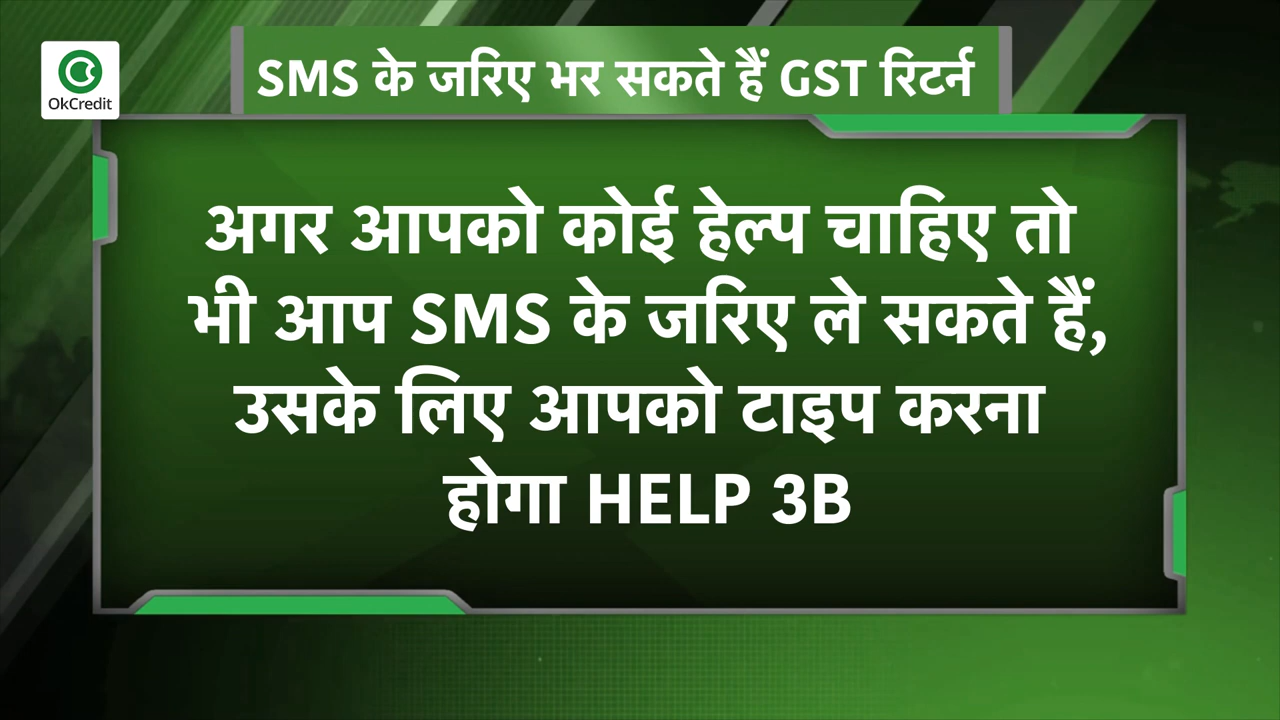 OkCredit
SMS के जरिए भर सकते हैं GST रिटर्न
अगर आपको कोई हेल्प चाहिए तो
भी आप SMS के जरिए ले सकते हैं,
उसके लिए आपको टाइप करना
होगा HELP 3B